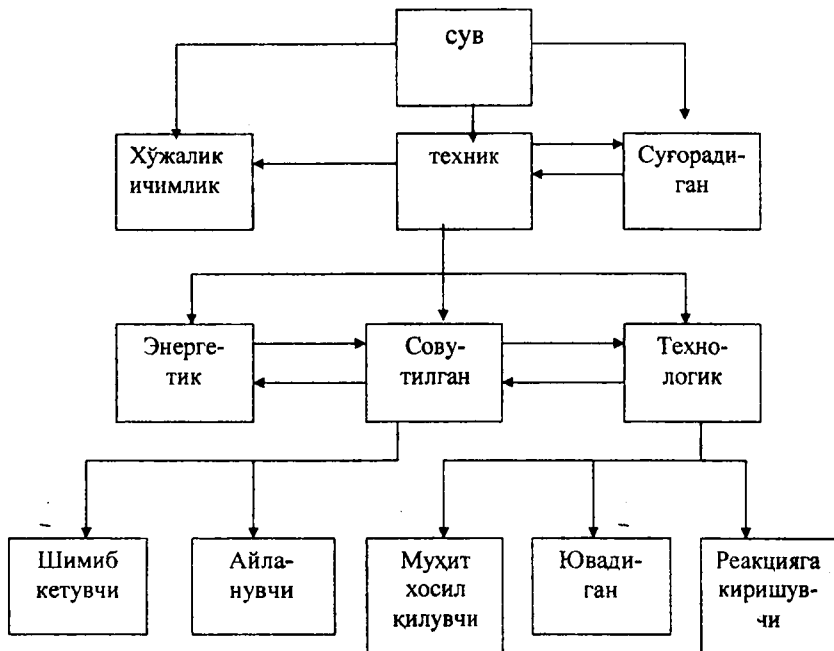 сув
Хўжалик
ичимлик
техник
Суғоради-
ган
Энерге-
тик
Сову-
тилган
Техно-
логик
Шимиб
кетувчи
Айла-
нувчи
Муҳит
хосил
қилувчи
Ювади-
ган
Реакцияга
киришув-
чи